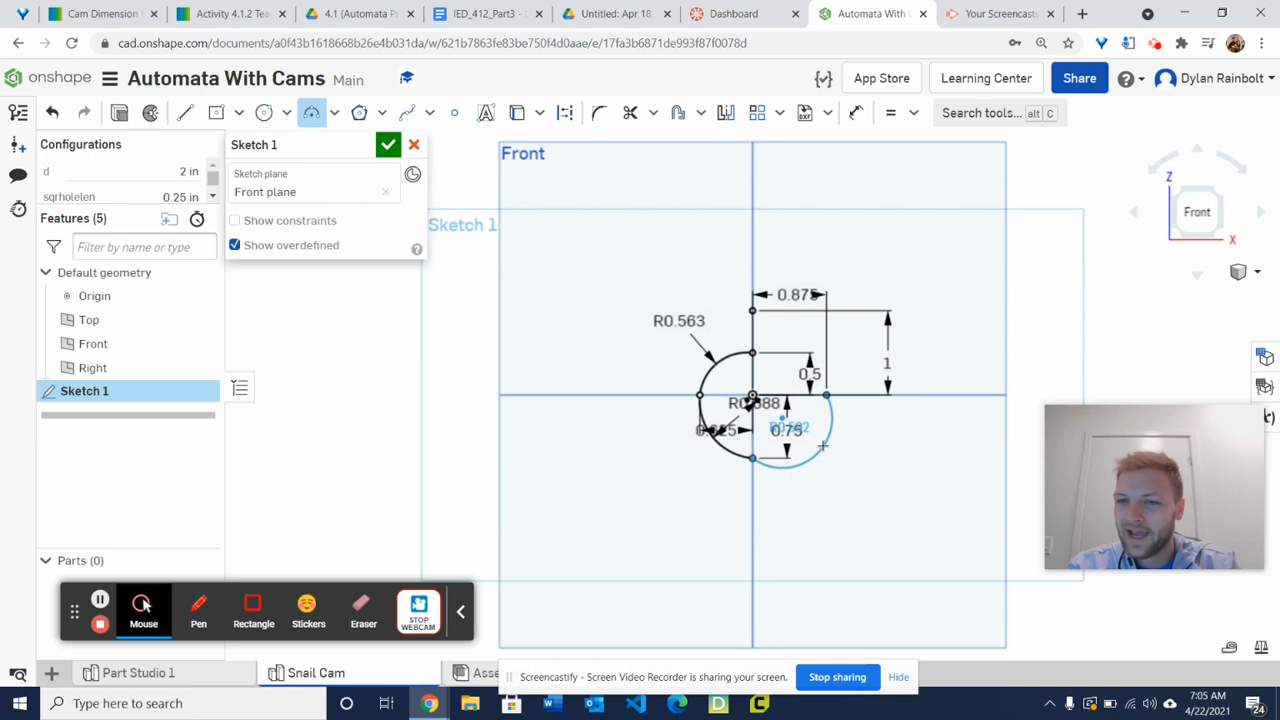 Cam Dimension
Activity 4.1.2 Tea
4.1 (Automata Pr
IED_412_Part3 - G
Untitled: Apr 18,
Dashboard
Automata With C
Your Screencasts
cad.onshape.com/documents/a0f43b1618668b26e4b031da/w/621b7863fe83be750f4d0aae/e/17fa3b6871de993f87f0078d
onshape
Automata With Cams
Main
App Store
Learning Center
Share
Dylan Rainbolt
Search tools...
alt
C
Configurations
d
2 in
sqrholelen
0.25 in
Features (5)
Filter by name or type
Default geometry
Origin
Top
Front
Right
Sketch 1
Parts (0)
Sketch 1
Sketch plane
Front plane
Show constraints
Show overdefined
Front
Sketch 1
0.875
R0.563
1
0.5
0.625
0.75
Z
Front
X
Mouse
Pen
Rectangle
Stickers
Eraser
STOP
WEBCAM
Part Studio 1
Snail Cam
Asse
Screencastify - Screen Video Recorder is sharing your screen.
Stop sharing
Hide
Type here to search
7:05 AM
4/22/2021
24